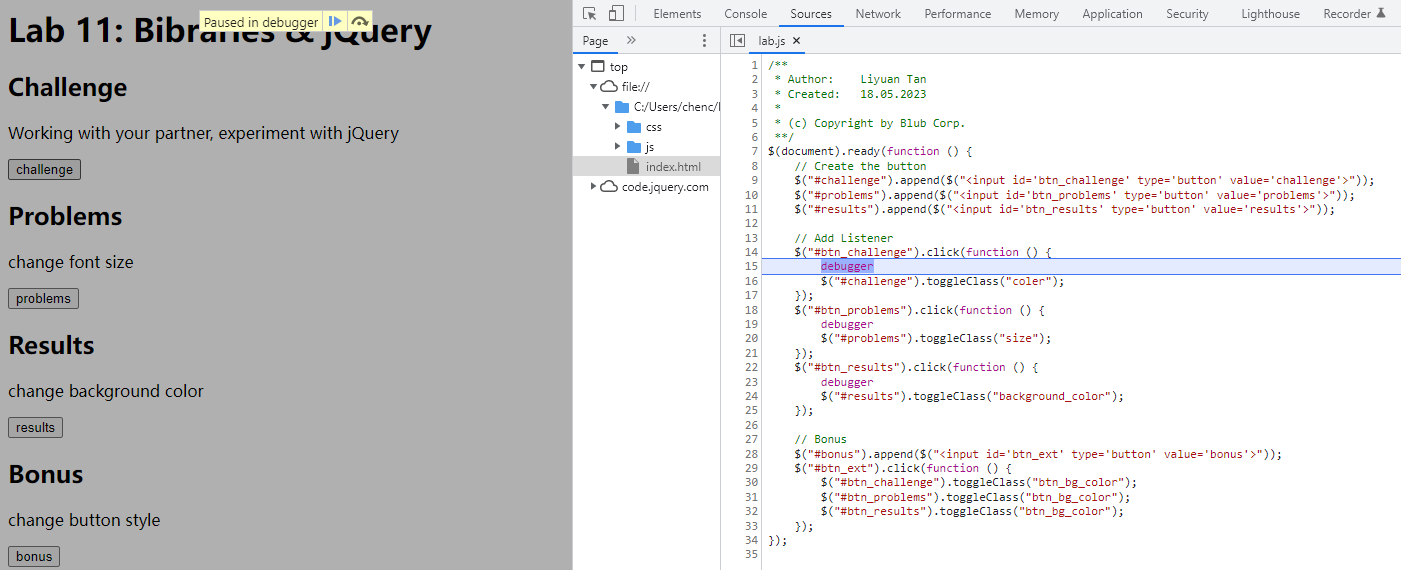 Paused in debugger
Lab 11: Bibraries & jQuery
Challenge
Working with your partner, experiment with jQuery
challenge
Problems
change font size
problems
Results
change background color
results
Bonus
change button style
bonus
Elements Console Sources Network Performance Memory Application Security Lighthouse Recorder
Page »
top
file://
C:/Users/chenc/
css
js
index.html
code.jquery.com
lab.js ×
1 /**
2  * Author:    Liyuan Tan
3  * Created:   18.05.2023
4  *
5  * (c) Copyright by Blub Corp.
6  **/
7 $(document).ready(function () {
8     // Create the button
9     $("#challenge").append($("<input id='btn_challenge' type='button' value='challenge'>"));
10     $("#problems").append($("<input id='btn_problems' type='button' value='problems'>"));
11     $("#results").append($("<input id='btn_results' type='button' value='results'>"));
12
13     // Add Listener
14     $("#btn_challenge").click(function () {
15         debugger
16         $("#challenge").toggleClass("coler");
17     });
18     $("#btn_problems").click(function () {
19         debugger
20         $("#problems").toggleClass("size");
21     });
22     $("#btn_results").click(function () {
23         debugger
24         $("#results").toggleClass("background_color");
25     });
26
27     // Bonus
28     $("#bonus").append($("<input id='btn_ext' type='button' value='bonus'>"));
29     $("#btn_ext").click(function () {
30         $("#btn_challenge").toggleClass("btn_bg_color");
31         $("#btn_problems").toggleClass("btn_bg_color");
32         $("#btn_results").toggleClass("btn_bg_color");
33     });
34 });
35